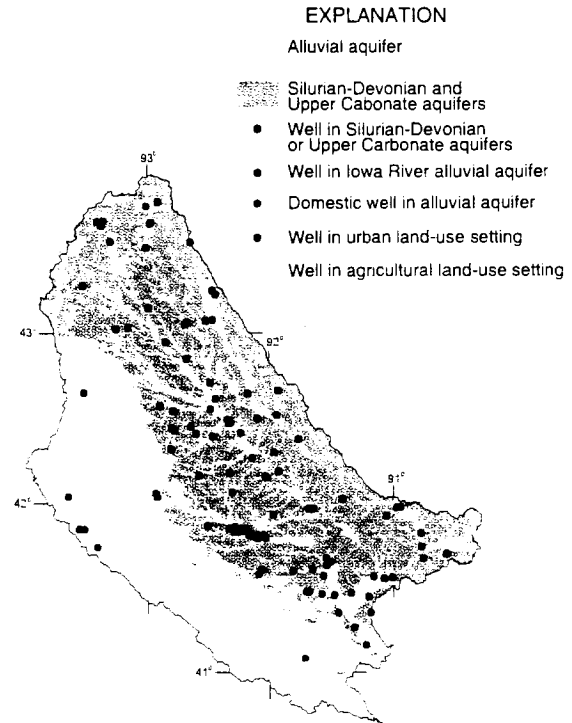 EXPLANATION
Alluvial aquifer
Silurian-Devonian and
Upper Cabonate aquifers
Well in Silurian-Devonian
or Upper Carbonate aquifers
Well in Iowa River alluvial aquifer
Domestic well in alluvial aquifer
Well in urban land-use setting
Well in agricultural land-use setting
93°
43°
92°
91°
42°
41°